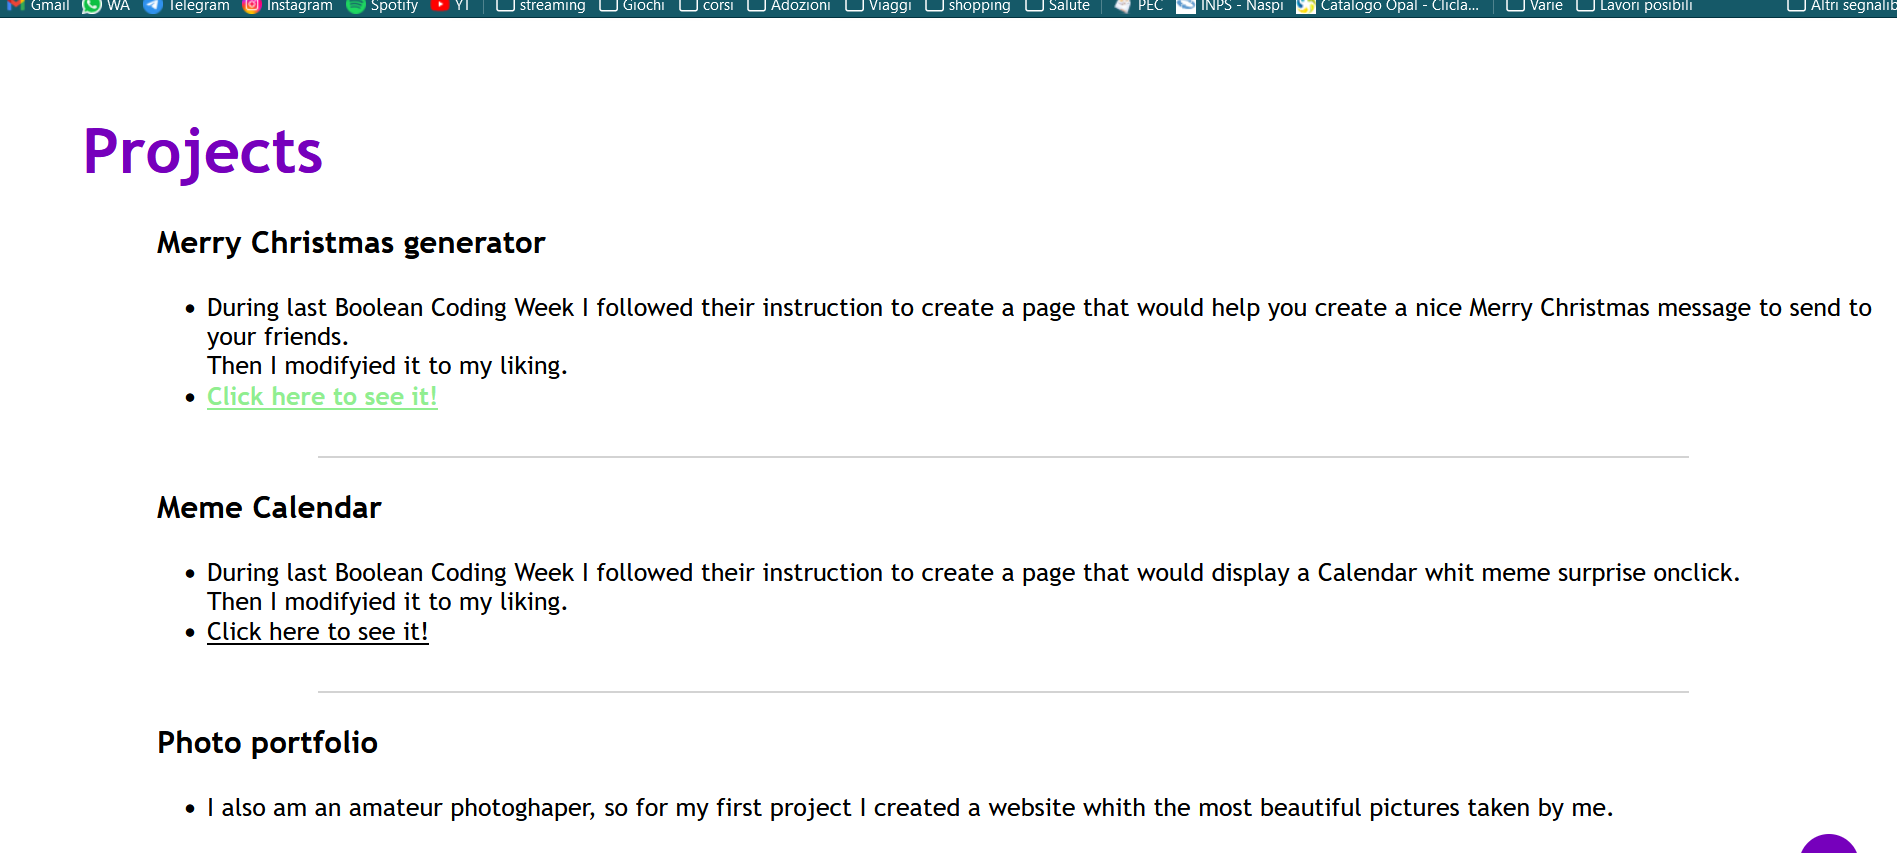 Gmail WA Telegram Instagram Spotify YT streaming Giochi corsi Adozioni Viaggi shopping Salute PEC INPS - Naspi Catalogo Opal - Clicla... Varie Lavori posibili Altri segnalib
Projects
Merry Christmas generator
• During last Boolean Coding Week I followed their instruction to create a page that would help you create a nice Merry Christmas message to send to
your friends.
Then I modifyied it to my liking.
• Click here to see it!
Meme Calendar
• During last Boolean Coding Week I followed their instruction to create a page that would display a Calendar whit meme surprise onclick.
Then I modifyied it to my liking.
• Click here to see it!
Photo portfolio
• I also am an amateur photoghaper, so for my first project I created a website whith the most beautiful pictures taken by me.